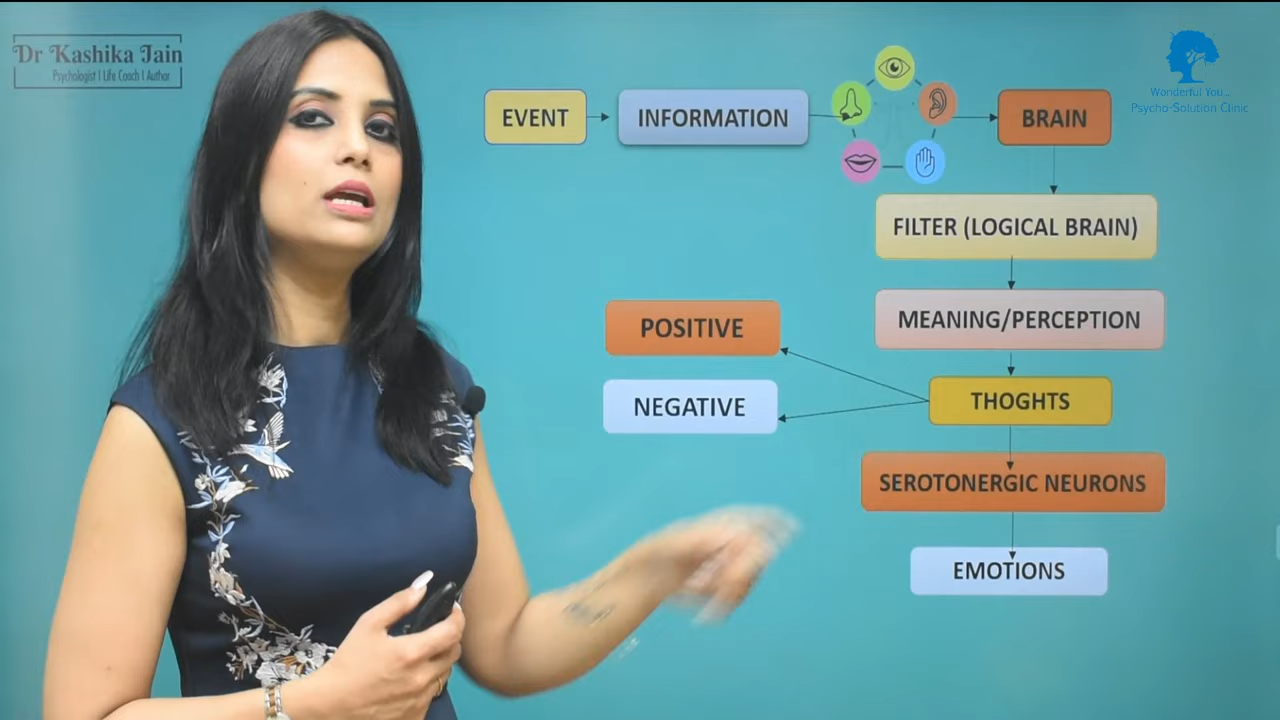 Dr Kashika Jain
Psychologist I Life Coach I Author
Wonderful You...
Psycho-Solution Clinic
EVENT
INFORMATION
BRAIN
FILTER (LOGICAL BRAIN)
MEANING/PERCEPTION
POSITIVE
NEGATIVE
THOGHTS
SEROTONERGIC NEURONS
EMOTIONS